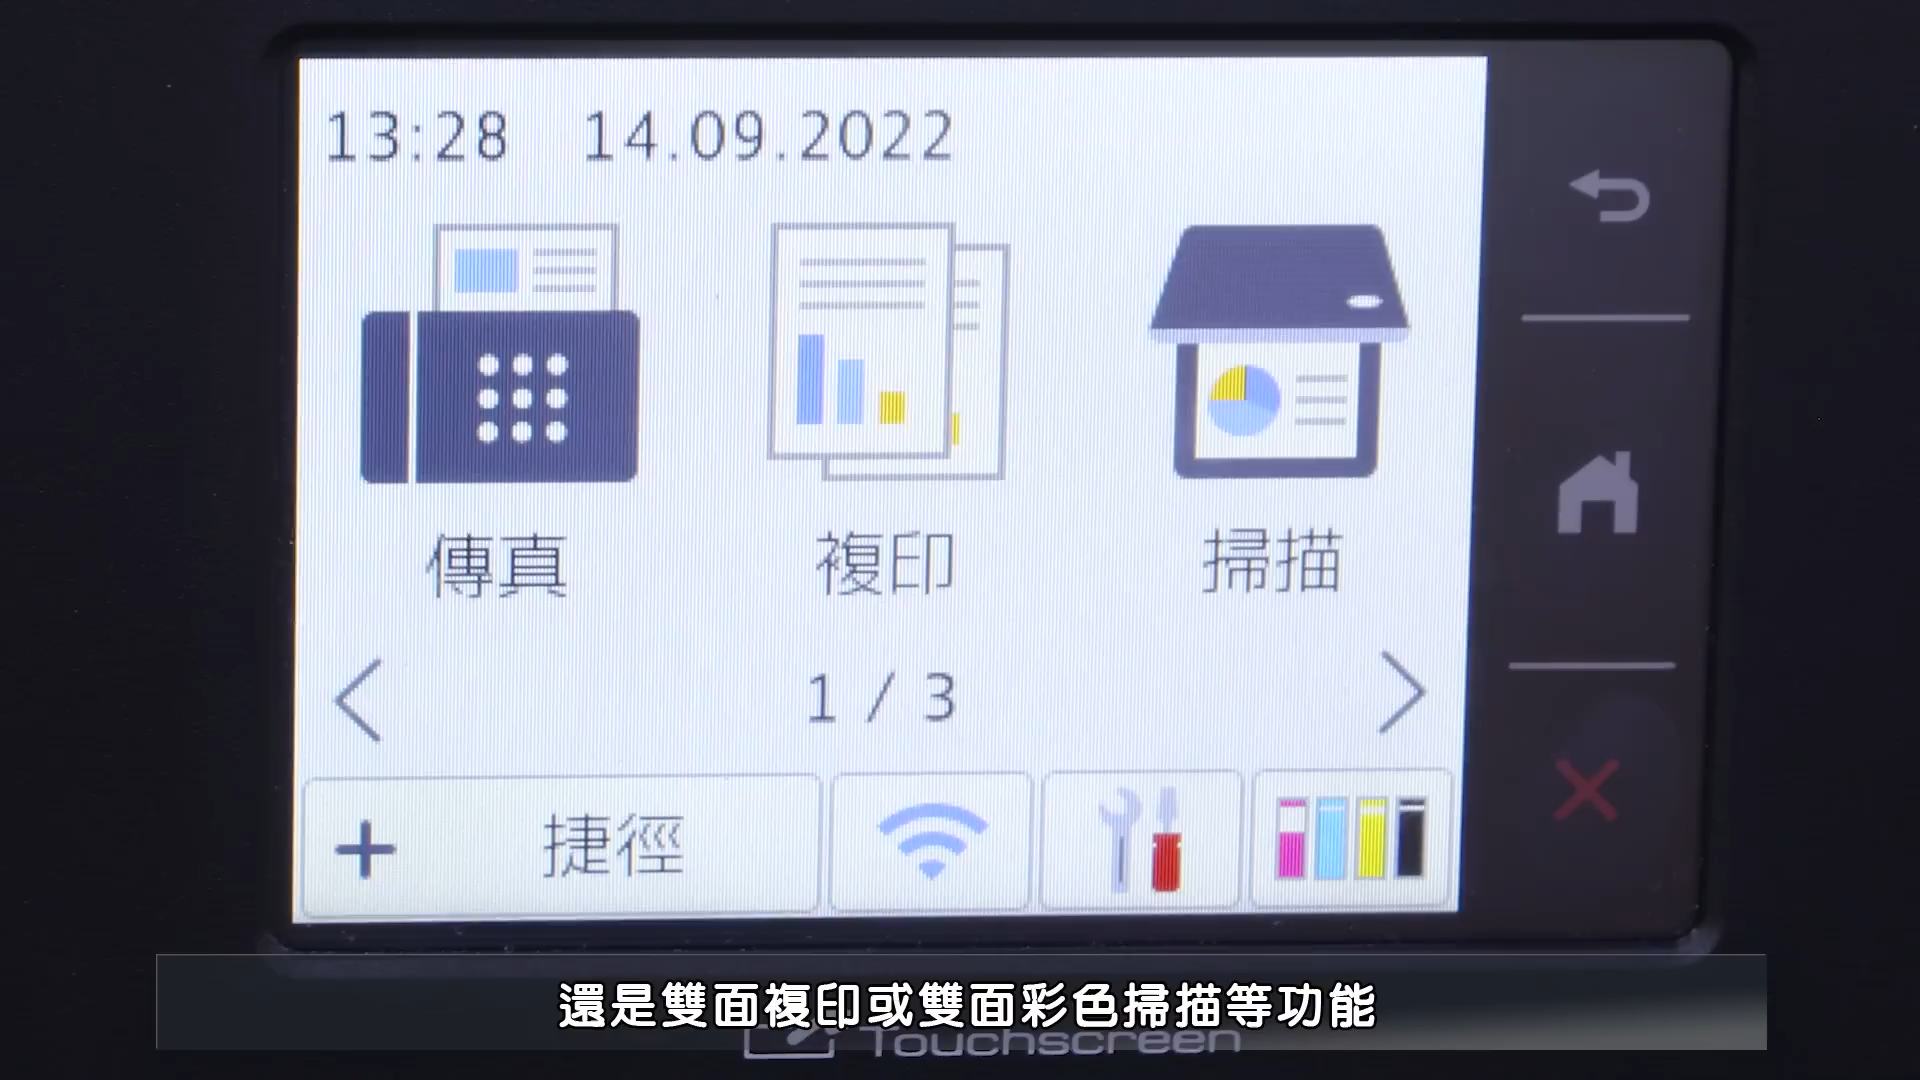 13:28 14.09.2022
傳真 複印 掃描
1 / 3
+ 捷徑
還是雙面複印或雙面彩色掃描等功能
Touchscreen